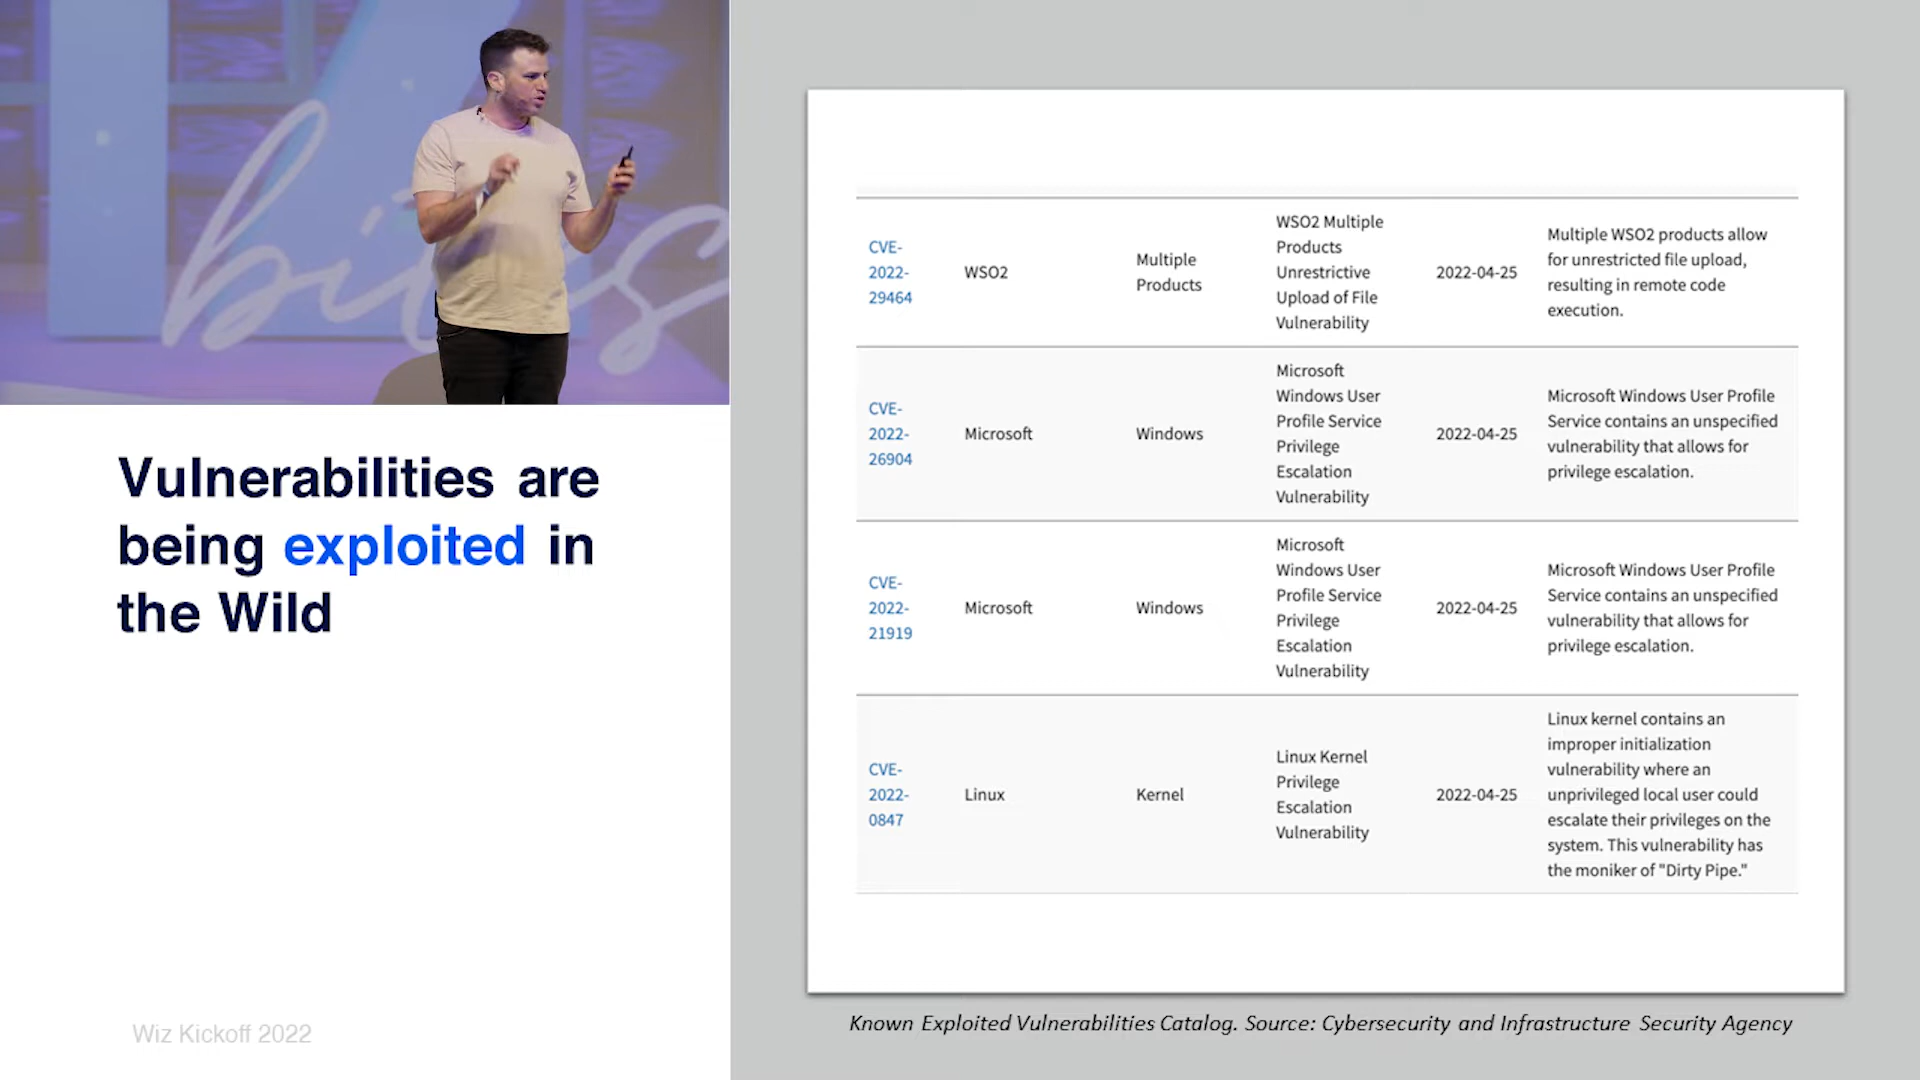 bites
Vulnerabilities are
being exploited in
the Wild
Wiz Kickoff 2022
CVE-
2022-
29464
WSO2
Multiple
Products
WSO2 Multiple
Products
Unrestrictive
Upload of File
Vulnerability
2022-04-25
Multiple WSO2 products allow
for unrestricted file upload,
resulting in remote code
execution.
CVE-
2022-
26904
Microsoft
Windows
Microsoft
Windows User
Profile Service
Privilege
Escalation
Vulnerability
2022-04-25
Microsoft Windows User Profile
Service contains an unspecified
vulnerability that allows for
privilege escalation.
CVE-
2022-
21919
Microsoft
Windows
Microsoft
Windows User
Profile Service
Privilege
Escalation
Vulnerability
2022-04-25
Microsoft Windows User Profile
Service contains an unspecified
vulnerability that allows for
privilege escalation.
CVE-
2022-
0847
Linux
Kernel
Linux Kernel
Privilege
Escalation
Vulnerability
2022-04-25
Linux kernel contains an
improper initialization
vulnerability where an
unprivileged local user could
escalate their privileges on the
system. This vulnerability has
the moniker of "Dirty Pipe."
Known Exploited Vulnerabilities Catalog. Source: Cybersecurity and Infrastructure Security Agency